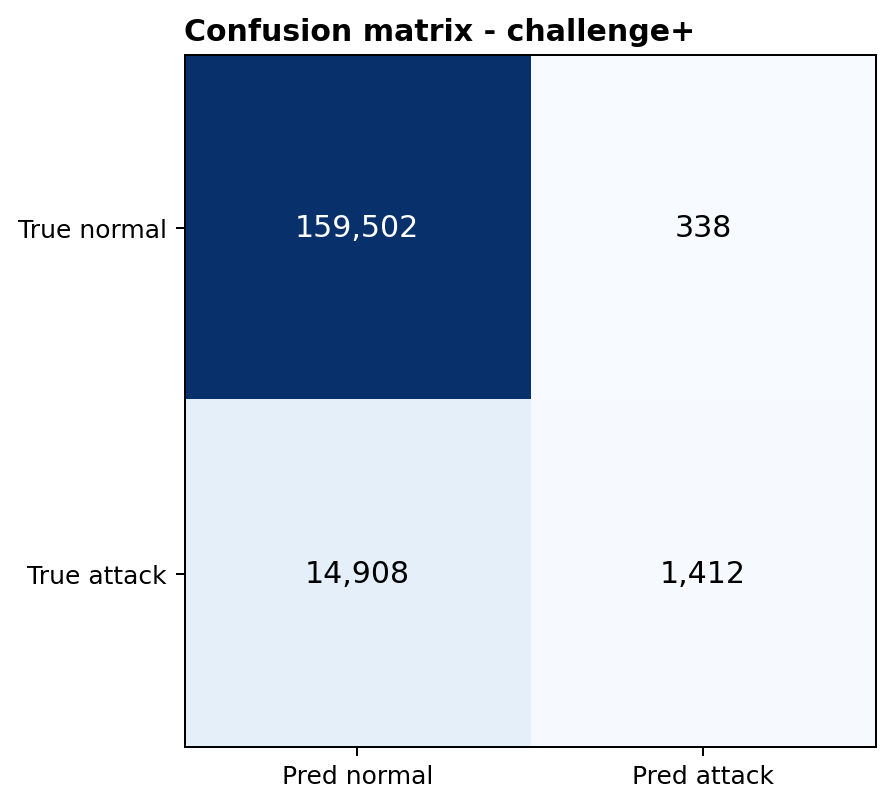 Confusion matrix - challenge+
True normal
159,502
338
True attack
14,908
1,412
Pred normal
Pred attack